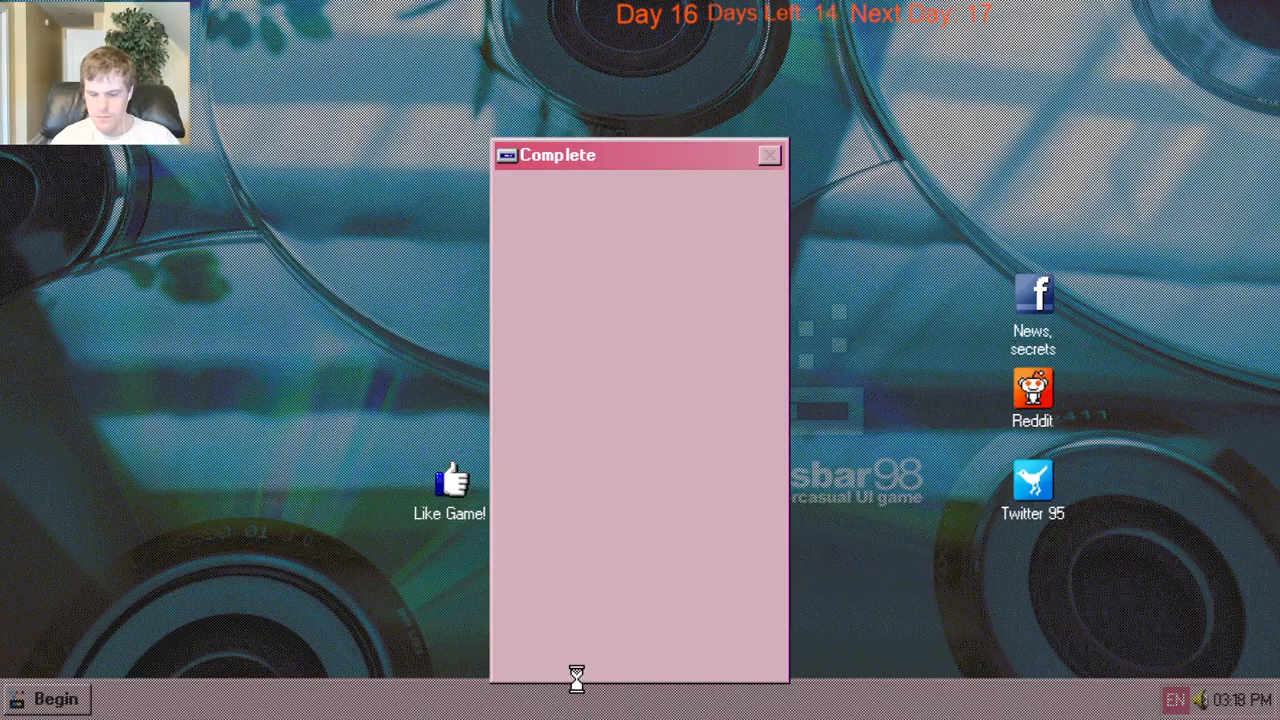 Day 16 Days Left: 14 Next Day: 17
Complete
News,
secrets
Reddit
sbar98
rcasual UI game
Like Game!
Twitter 95
Begin
EN 03:18 PM